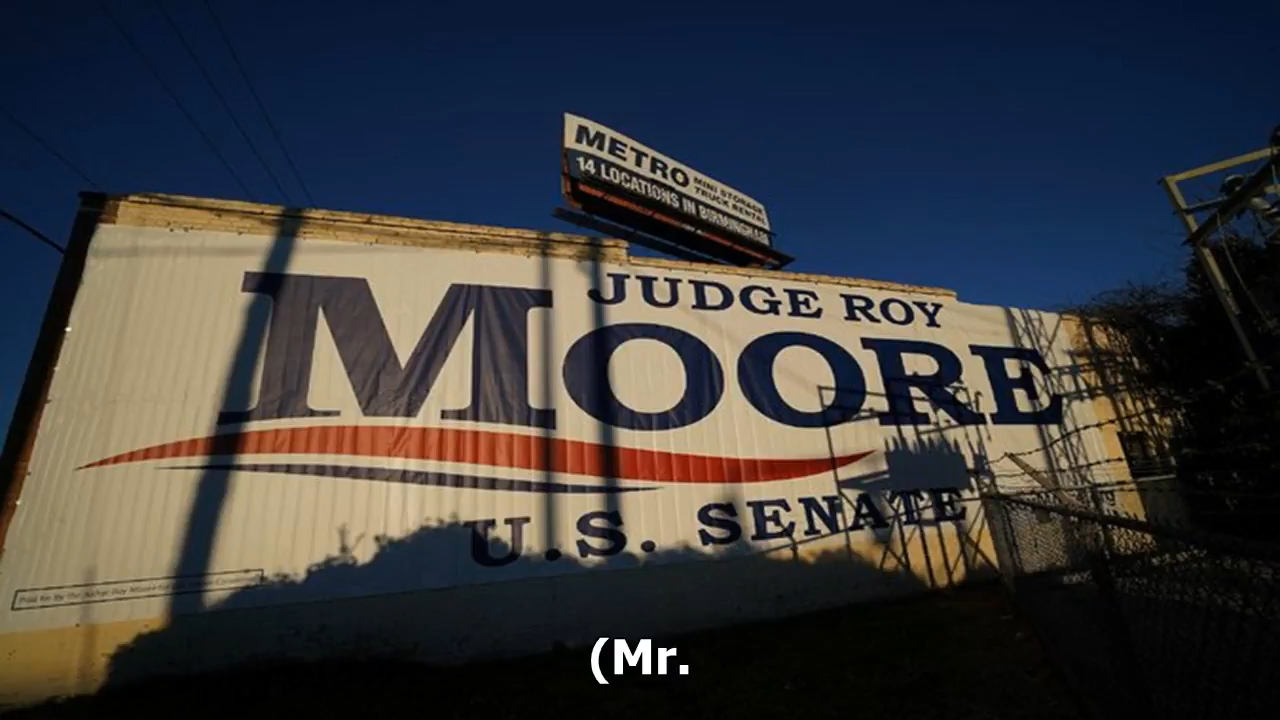 METRO
MINI STORAGE
TRUCK RENTAL
14 LOCATIONS IN BIRMINGHAM
JUDGE ROY
MOORE
U.S. SENATE
(Mr.